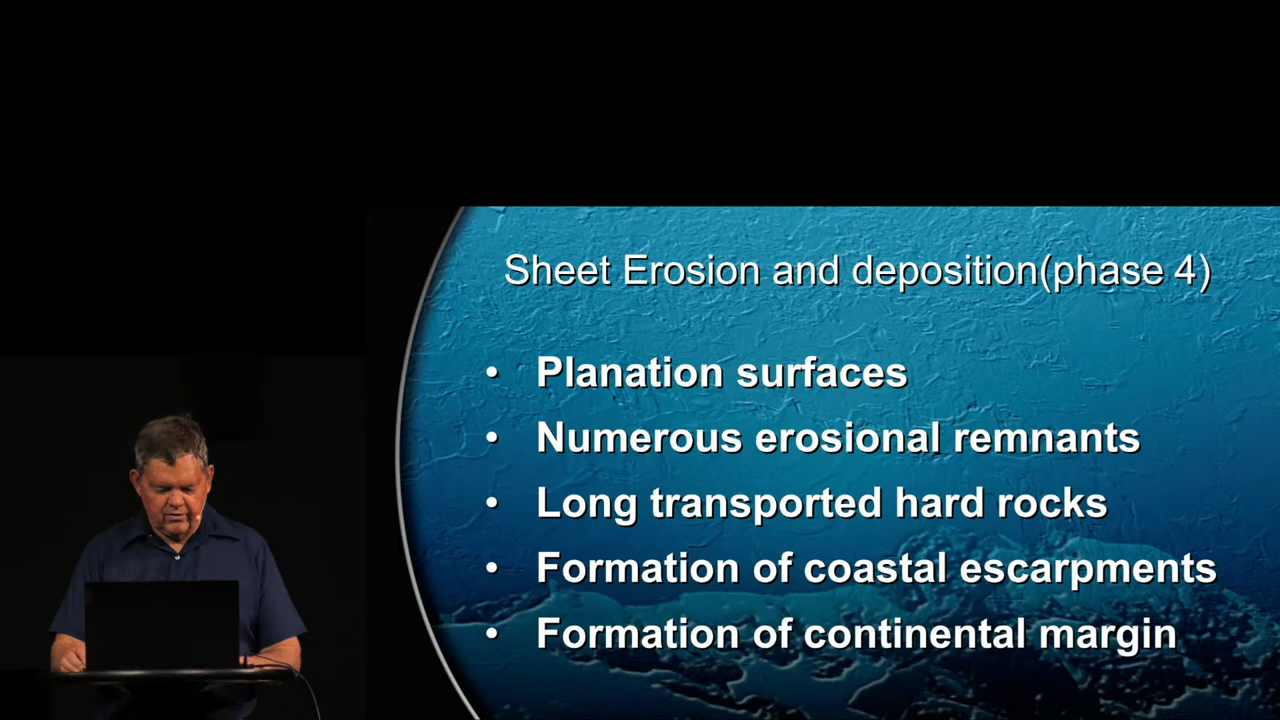 Sheet Erosion and deposition(phase 4)
• Planation surfaces
• Numerous erosional remnants
• Long transported hard rocks
• Formation of coastal escarpments
• Formation of continental margin